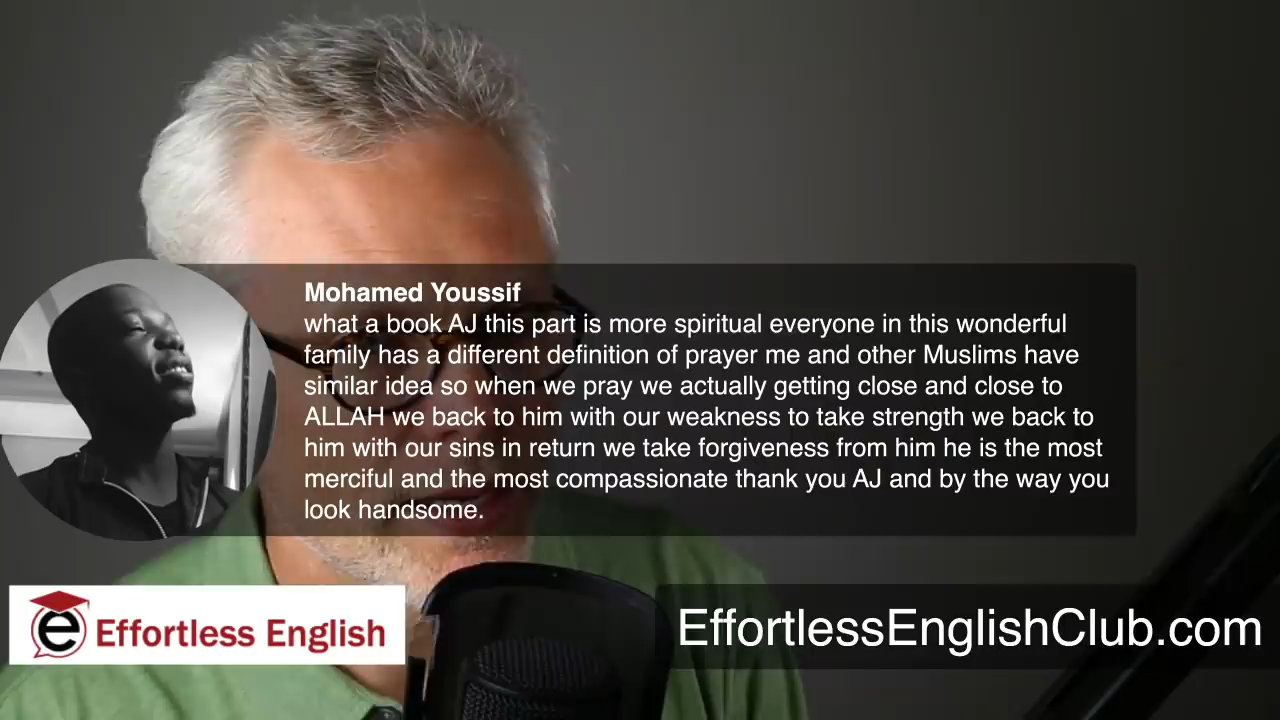 Mohamed Youssif
what a book AJ this part is more spiritual everyone in this wonderful
family has a different definition of prayer me and other Muslims have
similar idea so when we pray we actually getting close and close to
ALLAH we back to him with our weakness to take strength we back to
him with our sins in return we take forgiveness from him he is the most
merciful and the most compassionate thank you AJ and by the way you
look handsome.
e Effortless English
EffortlessEnglishClub.com